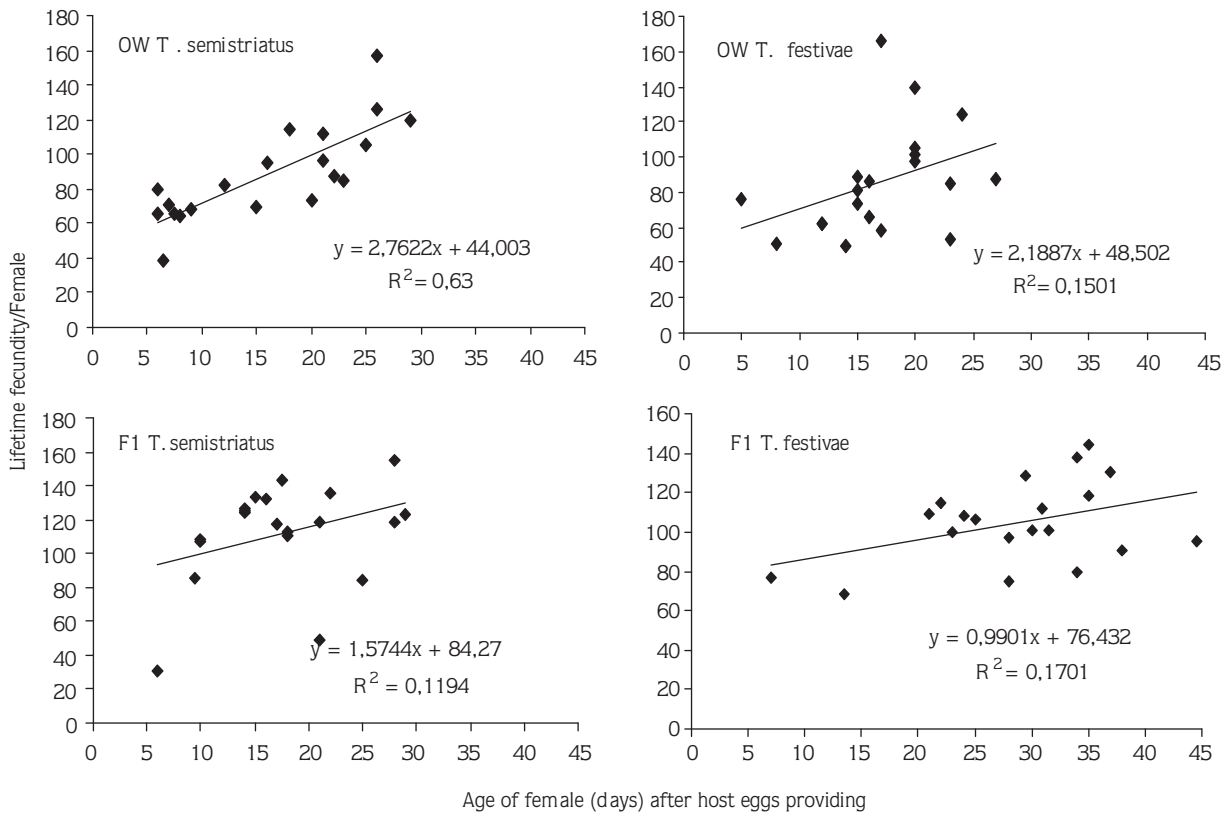 Lifetime fecundity/Female
OW T. semistriatus
180
160
140
120
100
80
60
40
20
0
y = 2,7622x + 44,003
R2 = 0,63
0 5 10 15 20 25 30 35 40 45
OW T. festivae
180
160
140
120
100
80
60
40
20
0
y = 2,1887x + 48,502
R2 = 0,1501
0 5 10 15 20 25 30 35 40 45
F1 T. semistriatus
180
160
140
120
100
80
60
40
20
0
y = 1,5744x + 84,27
R2 = 0,1194
0 5 10 15 20 25 30 35 40 45
F1 T. festivae
160
140
120
100
80
60
40
20
0
y = 0,9901x + 76,432
R2 = 0,1701
0 5 10 15 20 25 30 35 40 45
Age of female (days) after host eggs providing